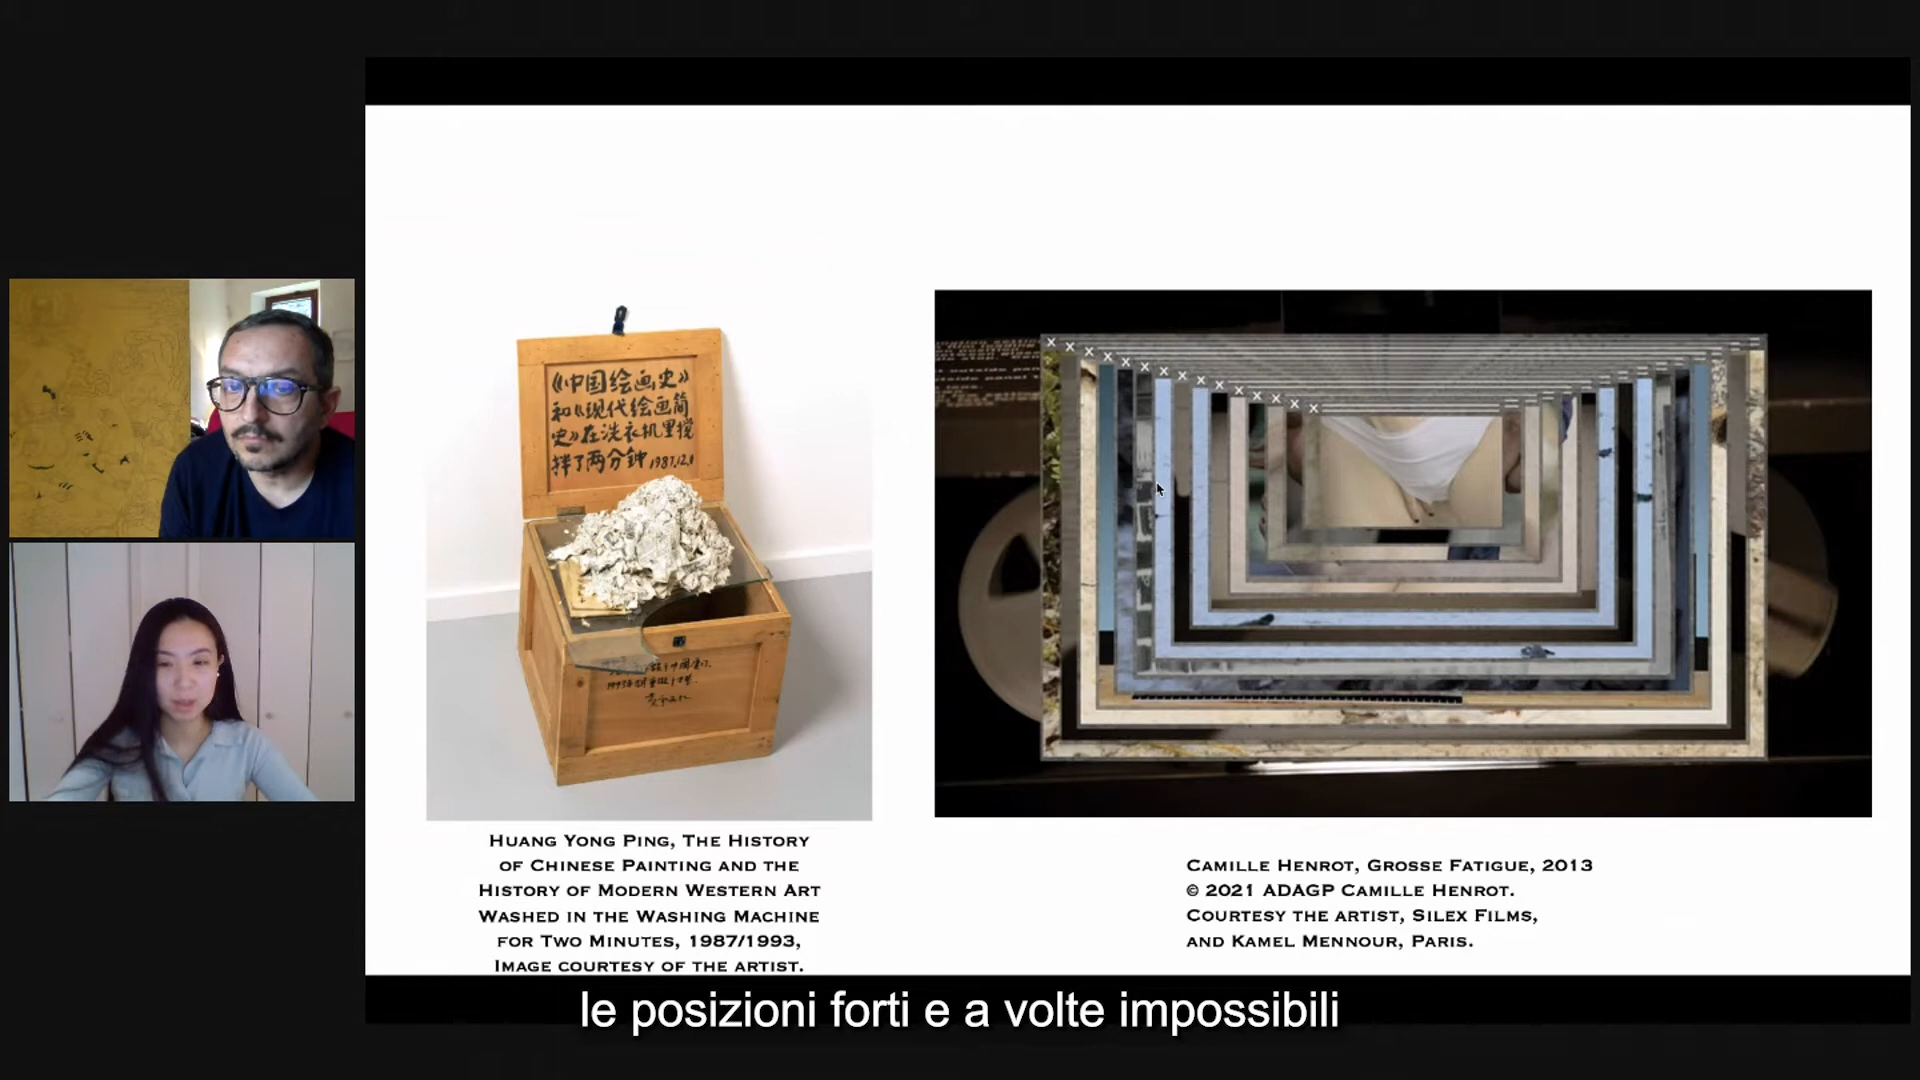 《中国绘画史》
和《现代绘画简
史》在洗衣机里搅
拌了两分钟 1987.12.1
HUANG YONG PING, THE HISTORY
OF CHINESE PAINTING AND THE
HISTORY OF MODERN WESTERN ART
WASHED IN THE WASHING MACHINE
FOR TWO MINUTES, 1987/1993,
IMAGE COURTESY OF THE ARTIST.
CAMILLE HENROT, GROSSE FATIGUE, 2013
© 2021 ADAGP CAMILLE HENROT.
COURTESY THE ARTIST, SILEX FILMS,
AND KAMEL MENNOUR, PARIS.
le posizioni forti e a volte impossibili